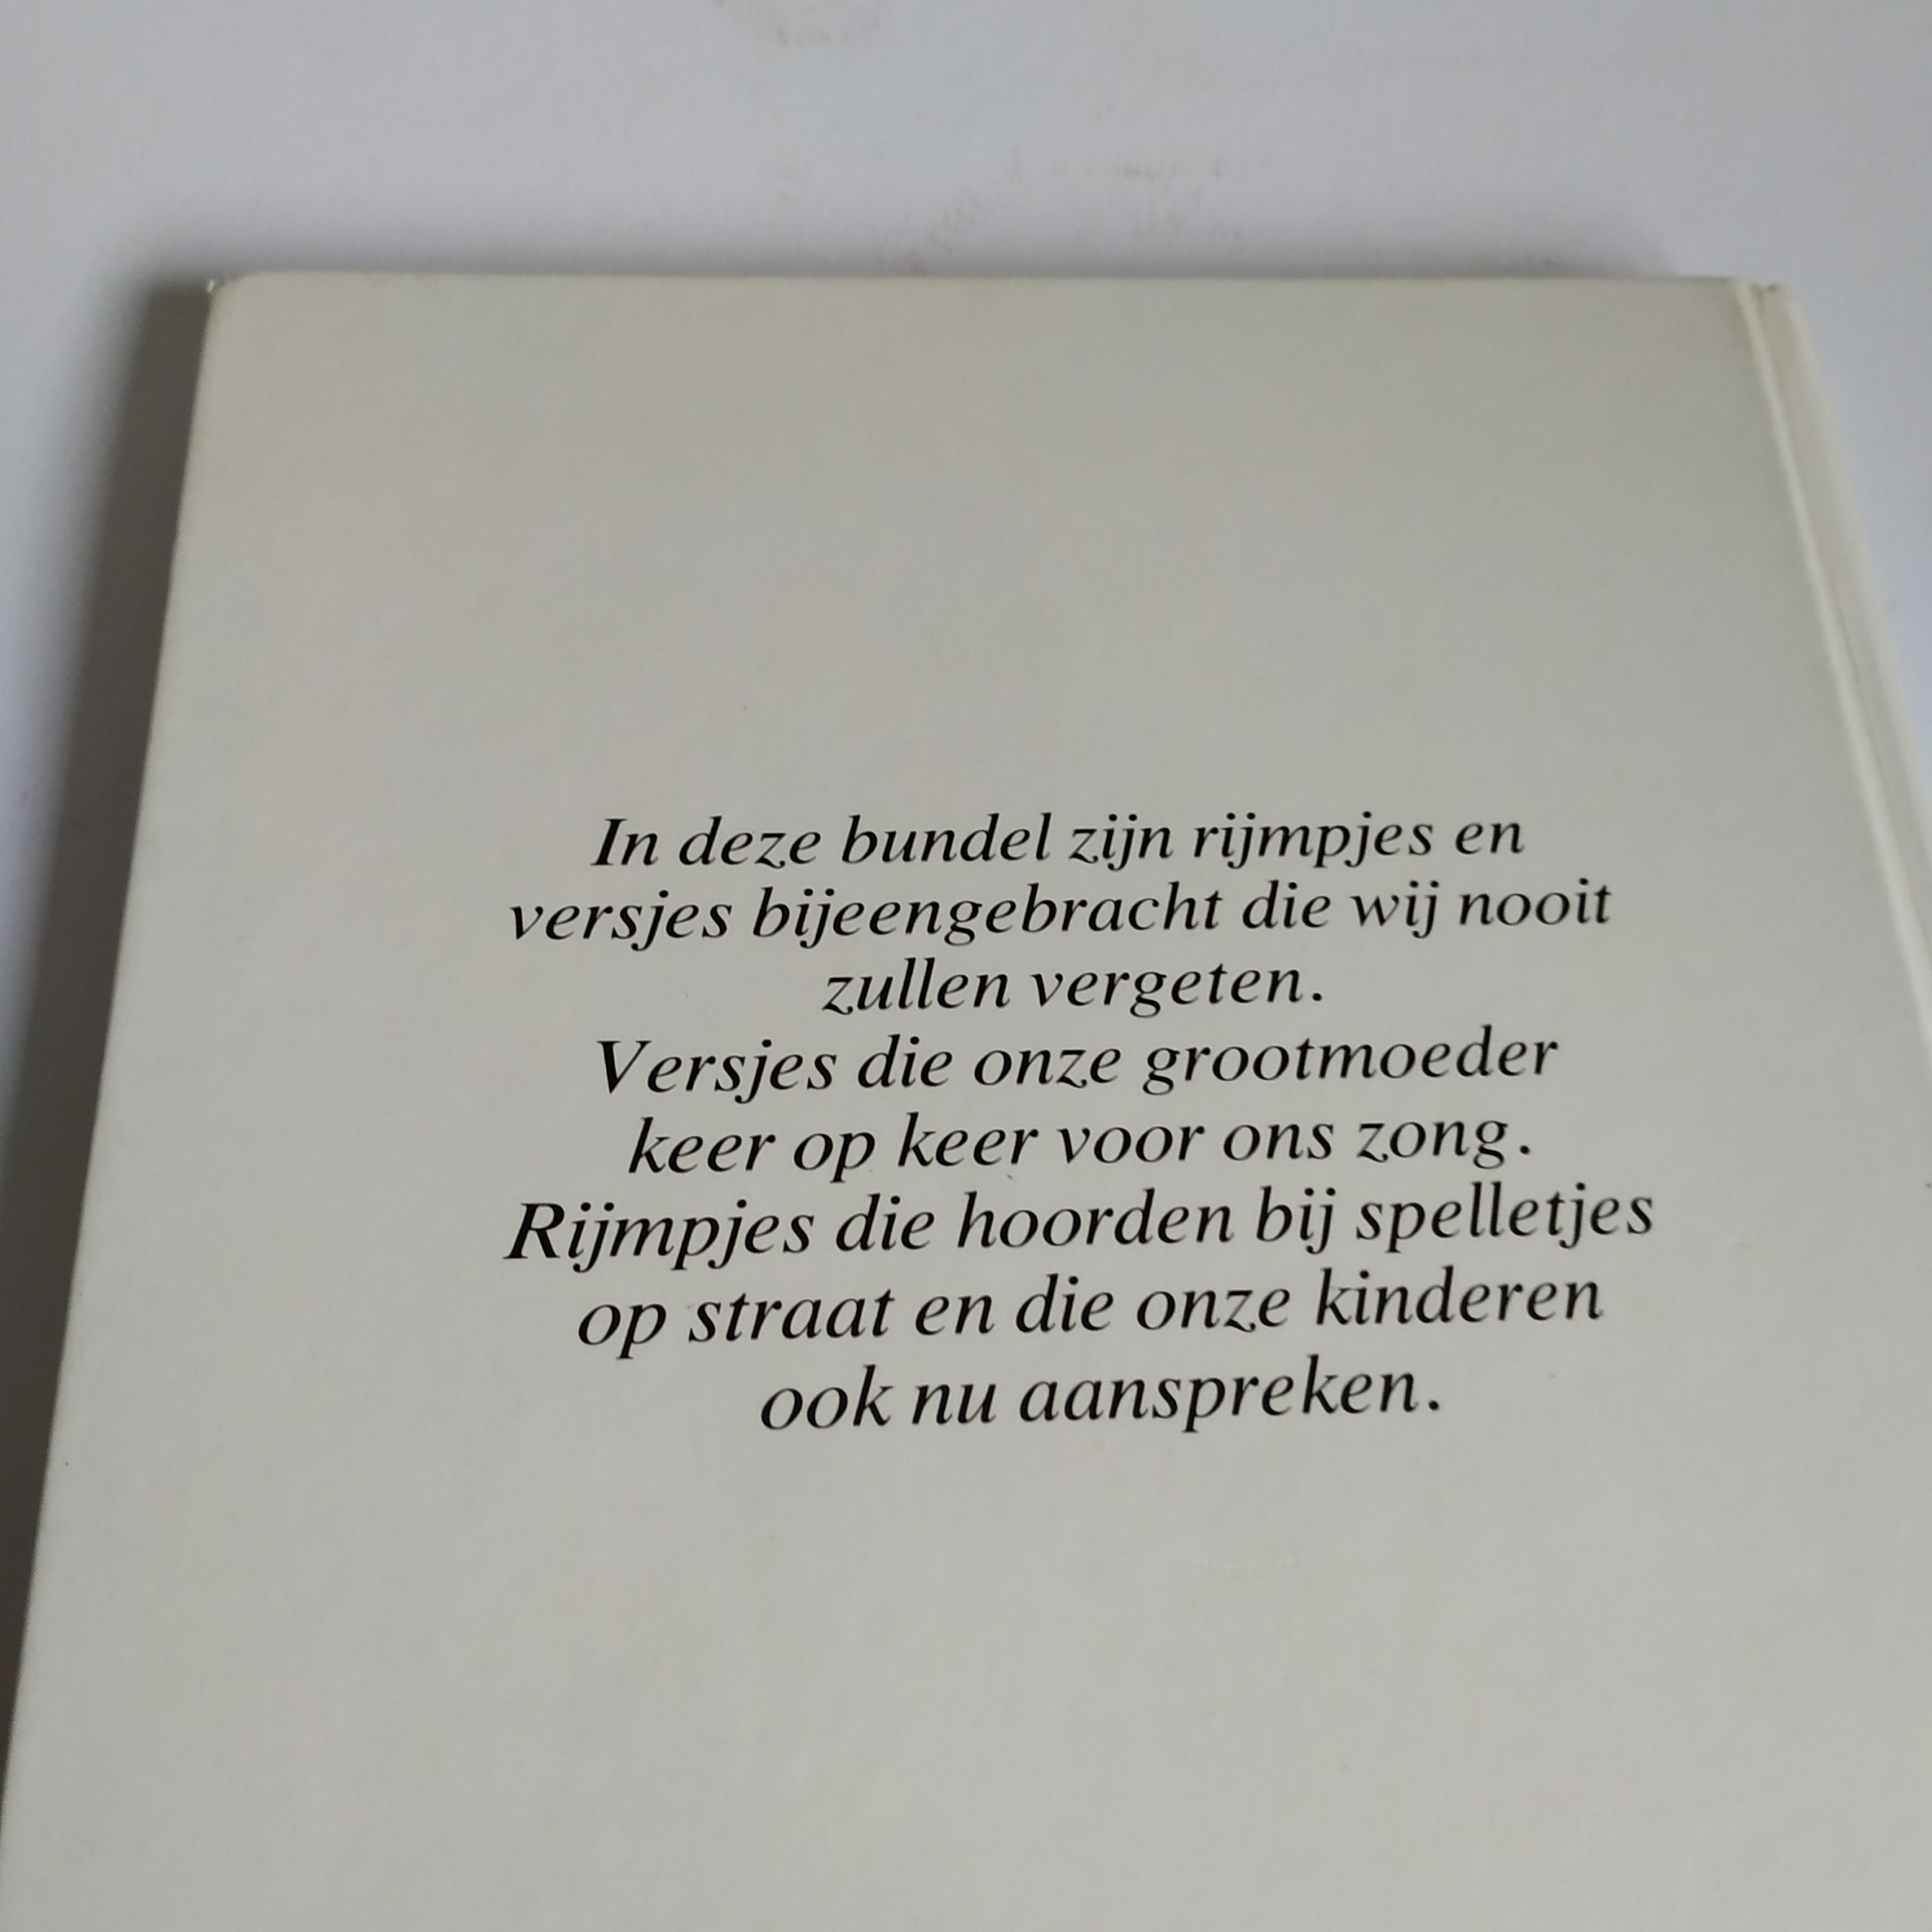 In deze bundel zijn rijmpjes en
versjes bijeengebracht die wij nooit
zullen vergeten.
Versjes die onze grootmoeder
keer op keer voor ons zong.
Rijmpjes die hoorden bij spelletjes
op straat en die onze kinderen
ook nu aanspreken.